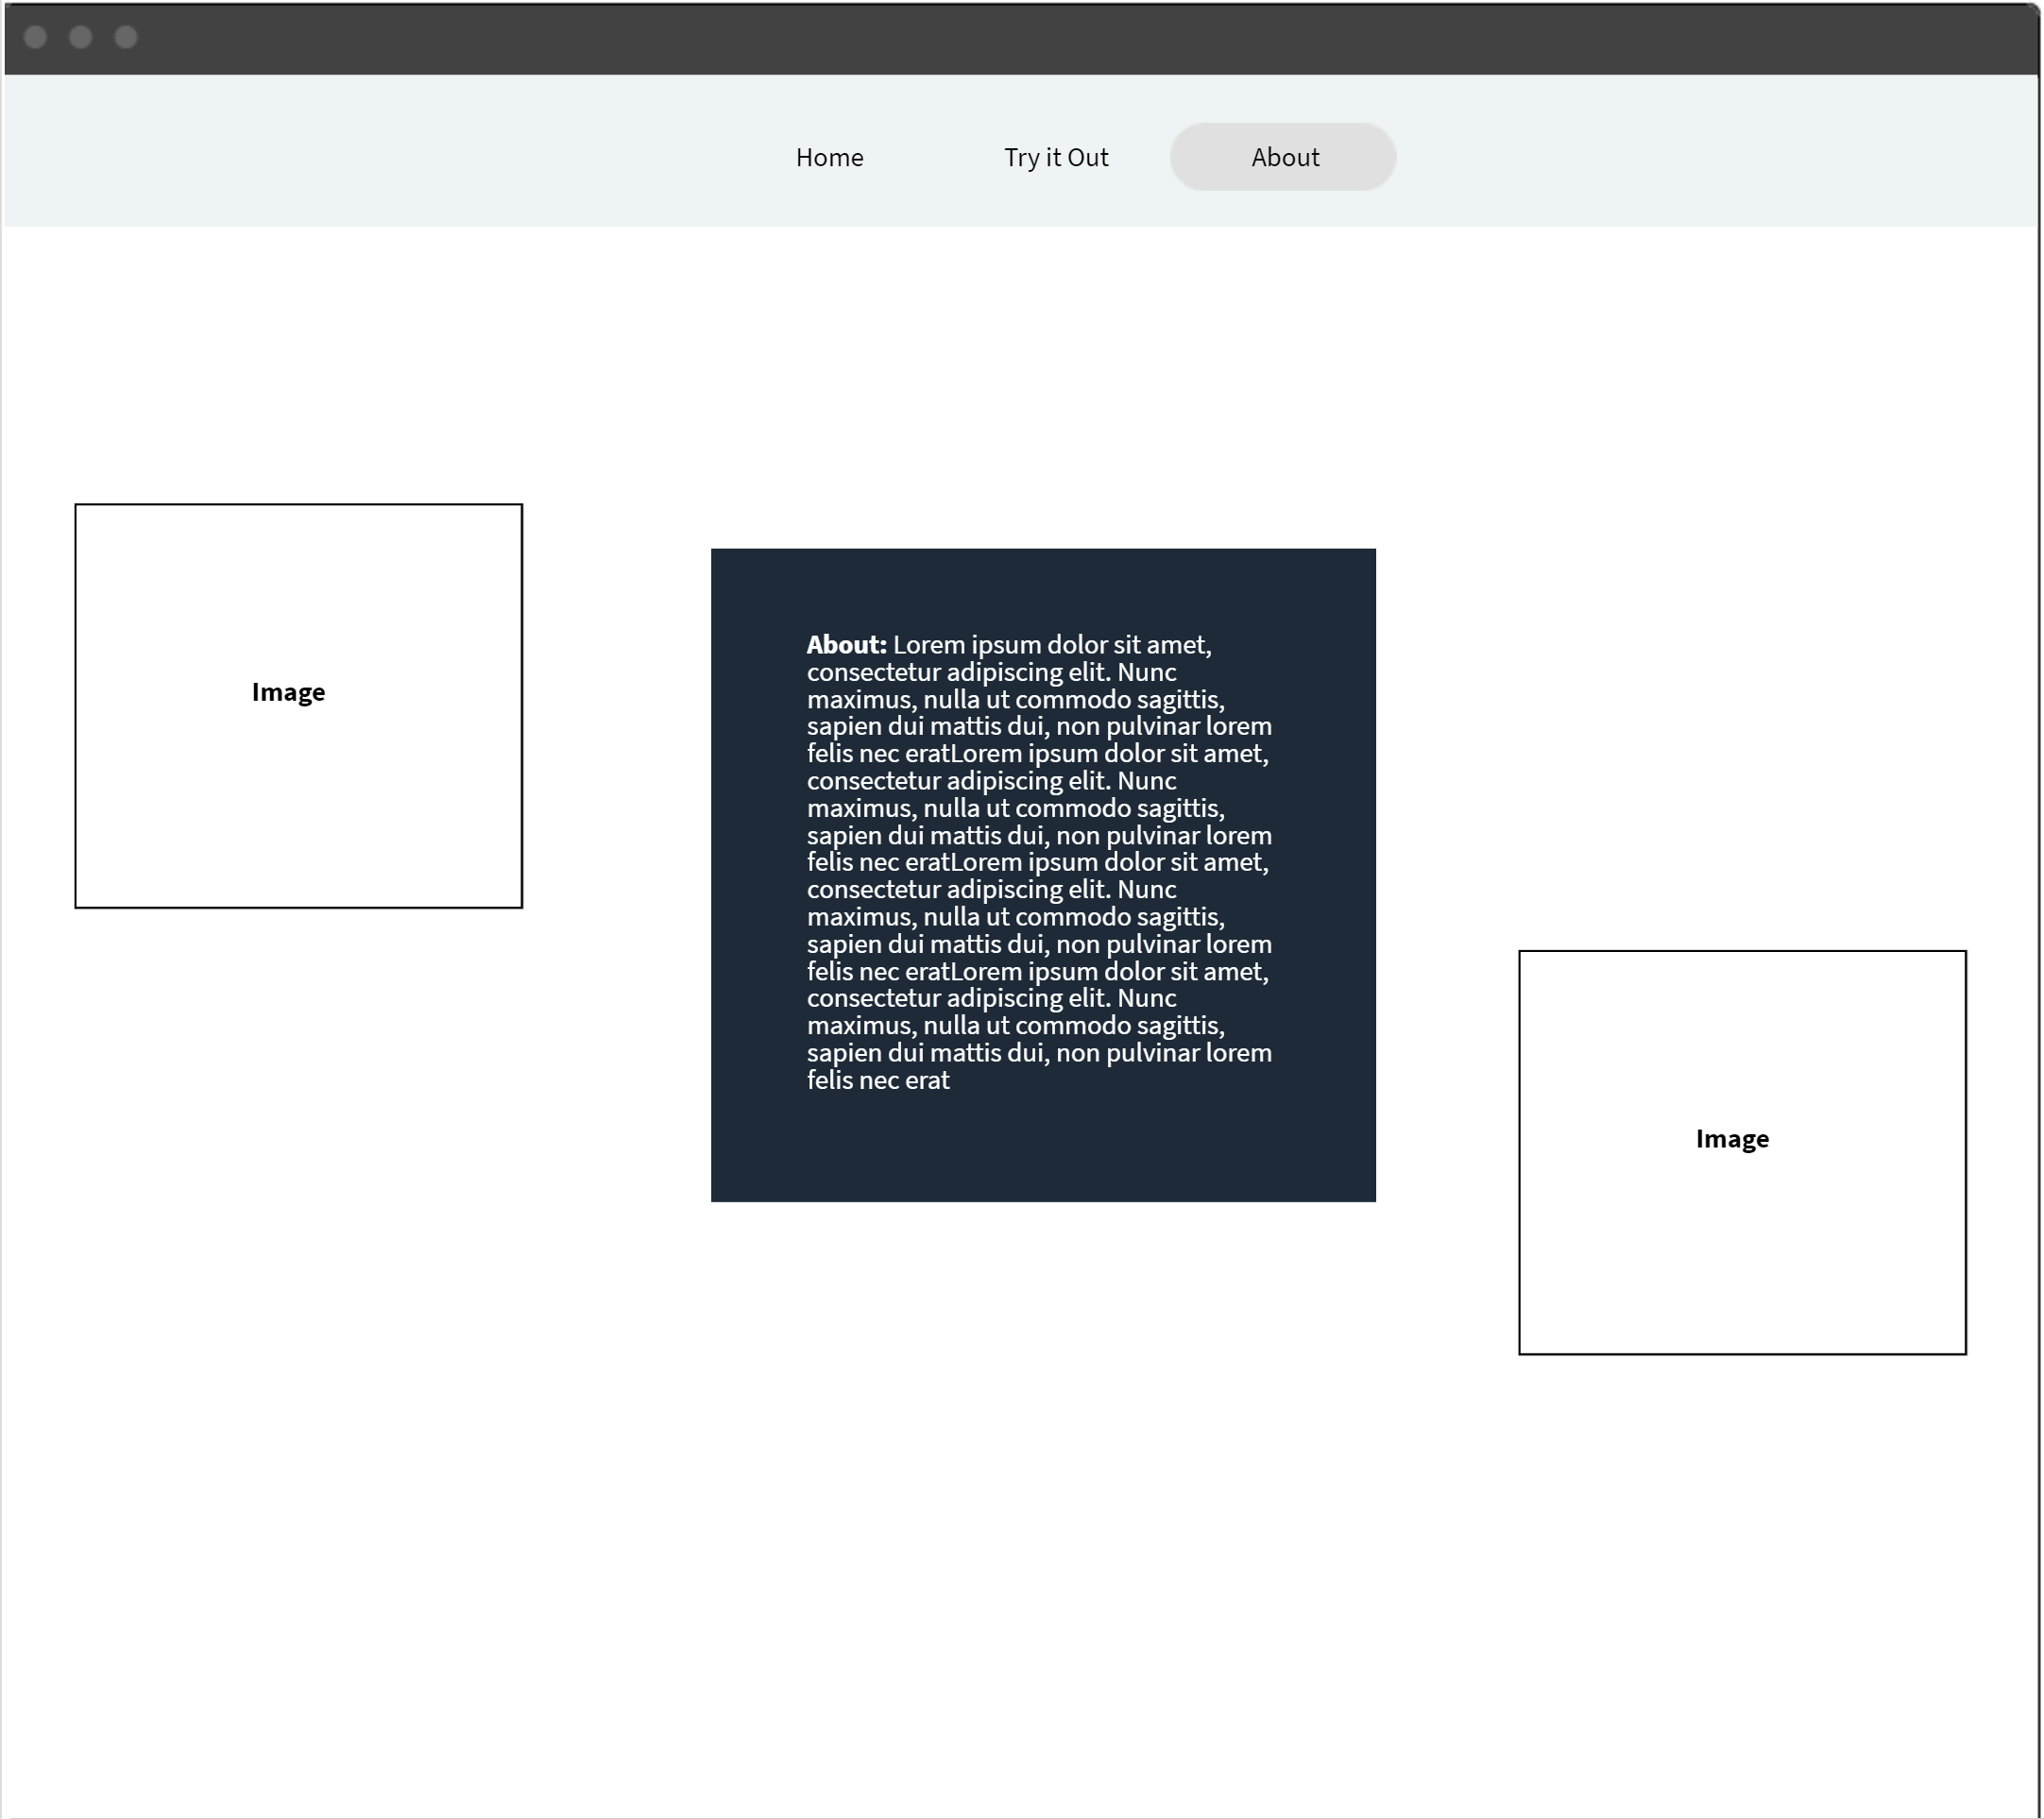 Home
Try it Out
About
Image
About: Lorem ipsum dolor sit amet,
consectetur adipiscing elit. Nunc
maximus, nulla ut commodo sagittis,
sapien dui mattis dui, non pulvinar lorem
felis nec eratLorem ipsum dolor sit amet,
consectetur adipiscing elit. Nunc
maximus, nulla ut commodo sagittis,
sapien dui mattis dui, non pulvinar lorem
felis nec eratLorem ipsum dolor sit amet,
consectetur adipiscing elit. Nunc
maximus, nulla ut commodo sagittis,
sapien dui mattis dui, non pulvinar lorem
felis nec eratLorem ipsum dolor sit amet,
consectetur adipiscing elit. Nunc
maximus, nulla ut commodo sagittis,
sapien dui mattis dui, non pulvinar lorem
felis nec erat
Image